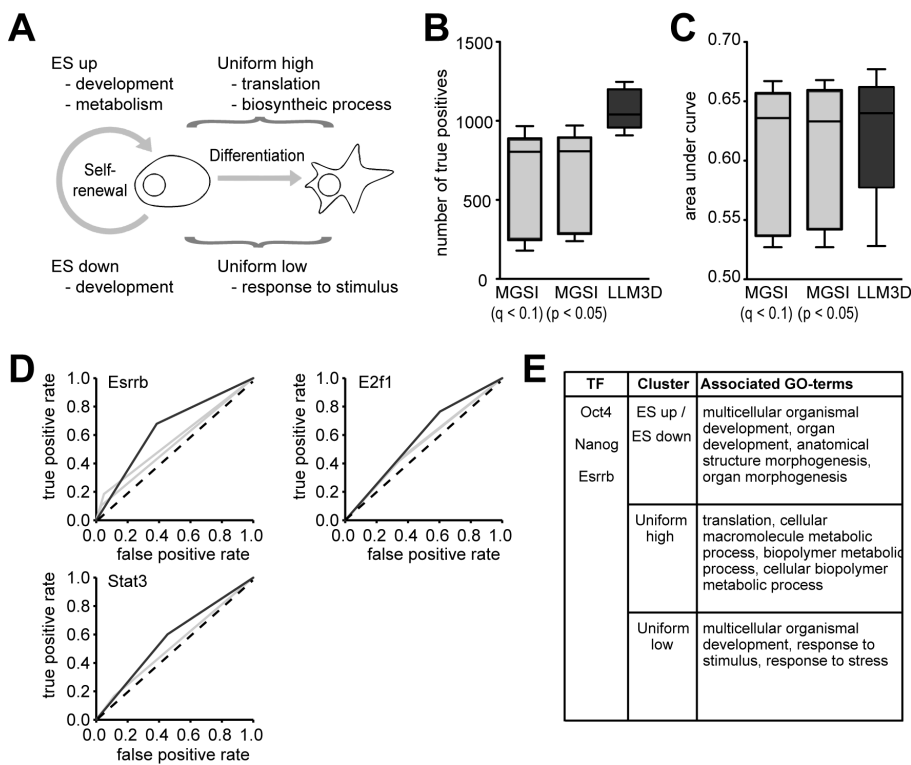 A
ES up
- development
- metabolism
Uniform high
- translation
- biosyntheic process
Self-
renewal
Differentiation
ES down
- development
Uniform low
- response to stimulus
B
number of true positives
1500
1000
500
0
MGSI
(q < 0.1)
MGSI
(p < 0.05)
LLM3D
C
area under curve
0.70
0.65
0.60
0.55
0.50
MGSI
(q < 0.1)
MGSI
(p < 0.05)
LLM3D
D
Esrrb
true positive rate
1.0
0.8
0.6
0.4
0.2
0.0
0.0 0.2 0.4 0.6 0.8 1.0
false positive rate
E2f1
true positive rate
1.0
0.8
0.6
0.4
0.2
0.0
0.0 0.2 0.4 0.6 0.8 1.0
false positive rate
Stat3
true positive rate
1.0
0.8
0.6
0.4
0.2
0.0
0.0 0.2 0.4 0.6 0.8 1.0
false positive rate
E
TF Cluster Associated GO-terms
Oct4
Nanog
Esrrb
ES up /
ES down
multicellular organismal
development, organ
development, anatomical
structure morphogenesis,
organ morphogenesis
Uniform
high
translation, cellular
macromolecule metabolic
process, biopolymer metabolic
process, cellular biopolymer
metabolic process
Uniform
low
multicellular organismal
development, response to
stimulus, response to stress